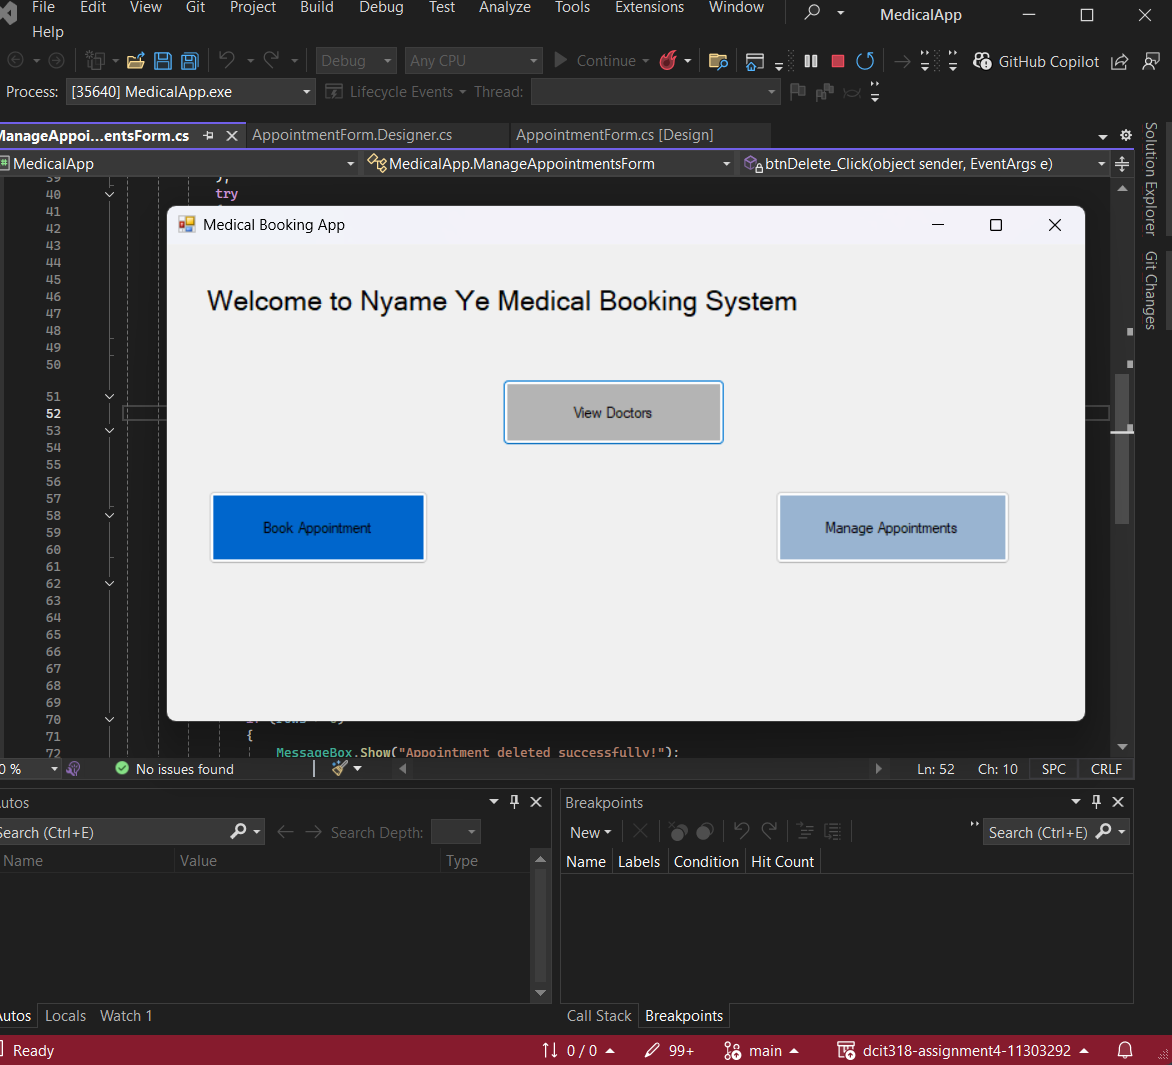 File Edit View Git Project Build Debug Test Analyze Tools Extensions Window MedicalApp
Help
Debug Any CPU Continue GitHub Copilot
Process: [35640] MedicalApp.exe Lifecycle Events Thread:
ManageAppoi...entsForm.cs AppointmentForm.Designer.cs AppointmentForm.cs [Design]
MedicalApp MedicalApp.ManageAppointmentsForm btnDelete_Click(object sender, EventArgs e)
Solution Explorer
Git Changes
39 };
40 try
41
42
43
44
45
46
47
48
49
50
51
52
53
54
55
56
57
58
59
60
61
62
63
64
65
66
67
68
69
70
71 {
72 MessageBox.Show("Appointment deleted successfully!");
Medical Booking App
Welcome to Nyame Ye Medical Booking System
View Doctors
Book Appointment Manage Appointments
0 % No issues found Ln: 52 Ch: 10 SPC CRLF
utos
Search (Ctrl+E) Search Depth:
Name Value Type
Autos Locals Watch 1
Breakpoints
New Search (Ctrl+E)
Name Labels Condition Hit Count
Call Stack Breakpoints
Ready 0 / 0 99+ main dcit318-assignment4-11303292